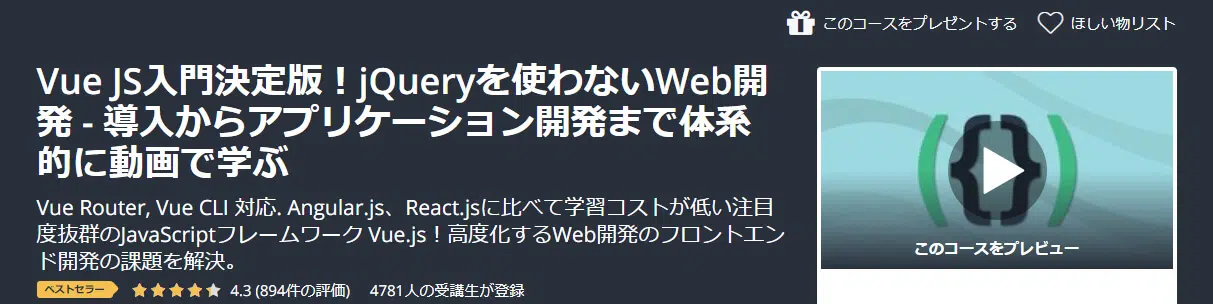 このコースをプレゼントする ほしい物リスト
Vue JS入門決定版！jQueryを使わないWeb開
発 - 導入からアプリケーション開発まで体系
的に動画で学ぶ
Vue Router, Vue CLI 対応. Angular.js、React.jsに比べて学習コストが低い注目
度抜群のJavaScriptフレームワーク Vue.js！高度化するWeb開発のフロントエン
ド開発の課題を解決。
ベストセラー 4.3 (894件の評価) 4781人の受講生が登録
{}
このコースをプレビュー